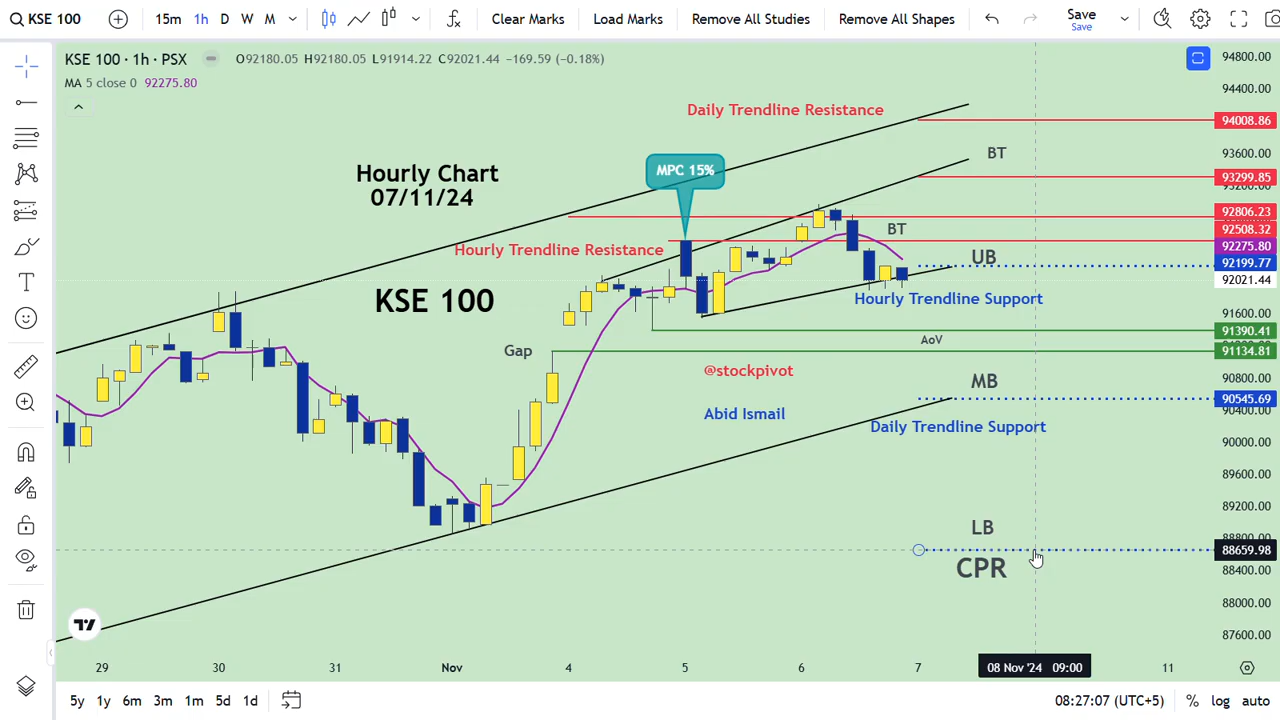 KSE 100
15m 1h D W M
Clear Marks
Load Marks
Remove All Studies
Remove All Shapes
Save
Save
KSE 100 · 1h · PSX
O92180.05 H92180.05 L91914.22 C92021.44 −169.59 (−0.18%)
MA 5 close 0 92275.80
94800.00
94400.00
Daily Trendline Resistance
94008.86
BT
93600.00
Hourly Chart
07/11/24
MPC 15%
93299.85
93200.00
92806.23
BT
92508.32
Hourly Trendline Resistance
92275.80
UB
92199.77
92021.44
KSE 100
Hourly Trendline Support
91600.00
91390.41
AoV
Gap
91134.81
@stockpivot
MB
90800.00
90545.69
Abid Ismail
90400.00
Daily Trendline Support
90000.00
89600.00
89200.00
LB
88800.00
88659.98
CPR
88400.00
88000.00
87600.00
29 30 31 Nov 4 5 6 7 08 Nov '24 09:00 11
5y 1y 6m 3m 1m 5d 1d
08:27:07 (UTC+5)
% log auto